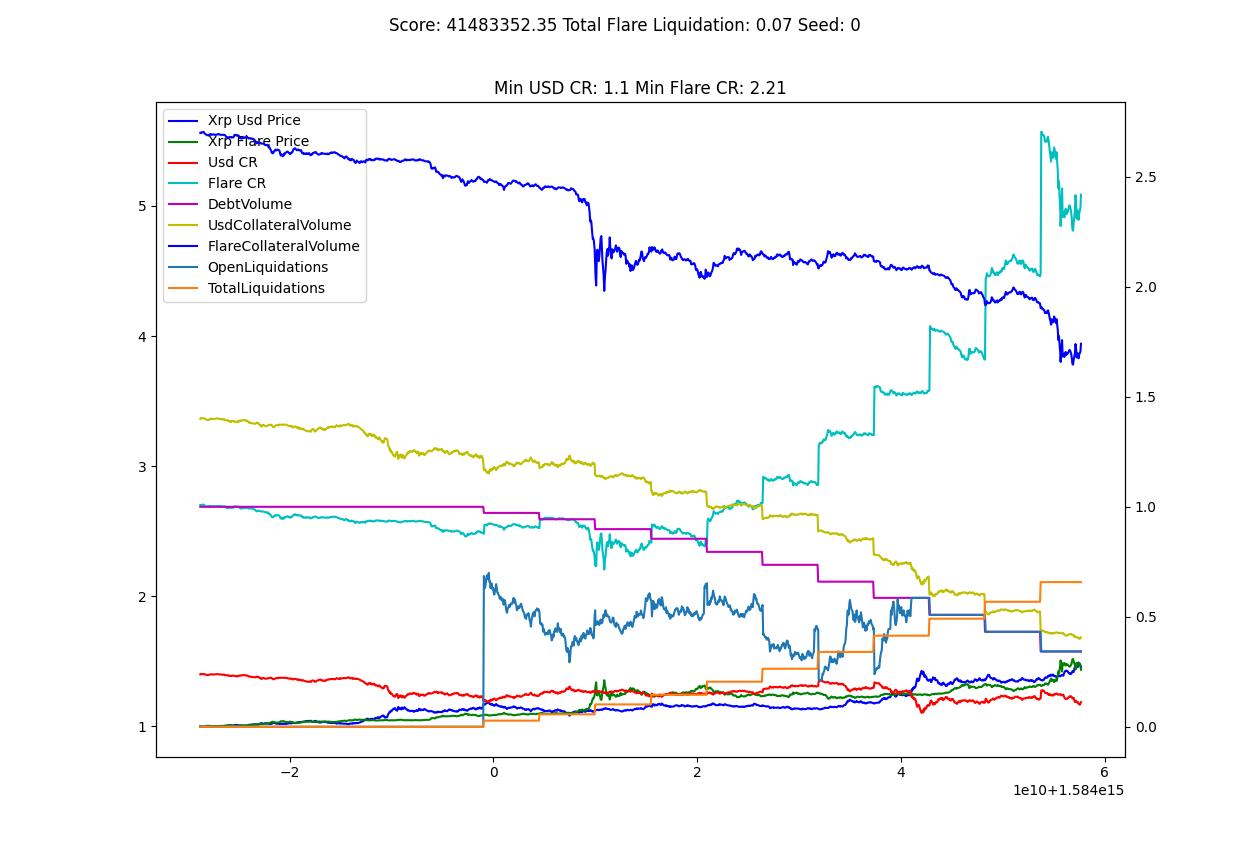 Score: 41483352.35 Total Flare Liquidation: 0.07 Seed: 0
Min USD CR: 1.1 Min Flare CR: 2.21
Xrp Usd Price
Xrp Flare Price
Usd CR
Flare CR
DebtVolume
UsdCollateralVolume
FlareCollateralVolume
OpenLiquidations
TotalLiquidations
5
4
3
2
1
2.5
2.0
1.5
1.0
0.5
0.0
−2
0
2
4
6
1e10+1.584e15